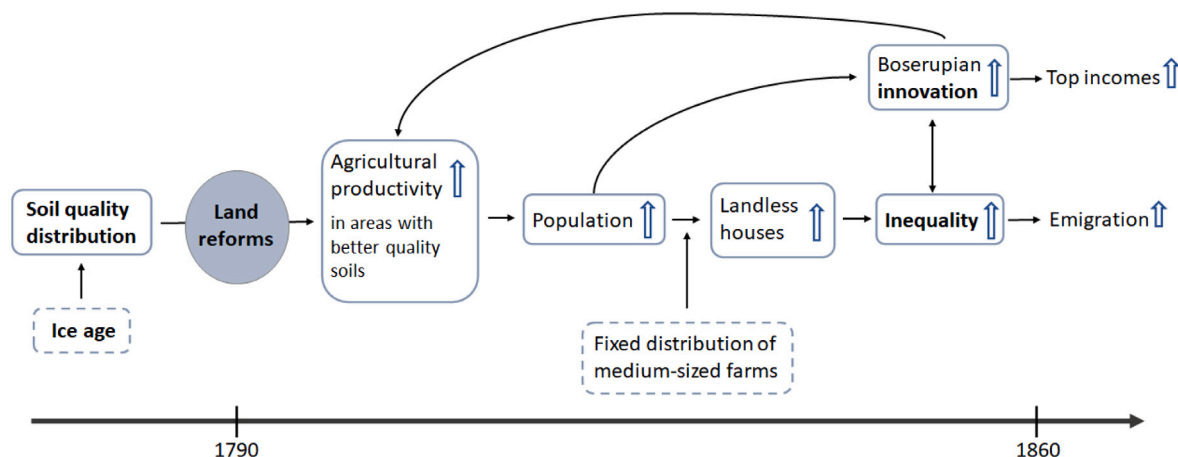 Soil quality
distribution
Ice age
Land
reforms
Agricultural
productivity
in areas with
better quality
soils
Population
Fixed distribution of
medium-sized farms
Landless
houses
Boserupian
innovation
Top incomes
Inequality
Emigration
1790
1860